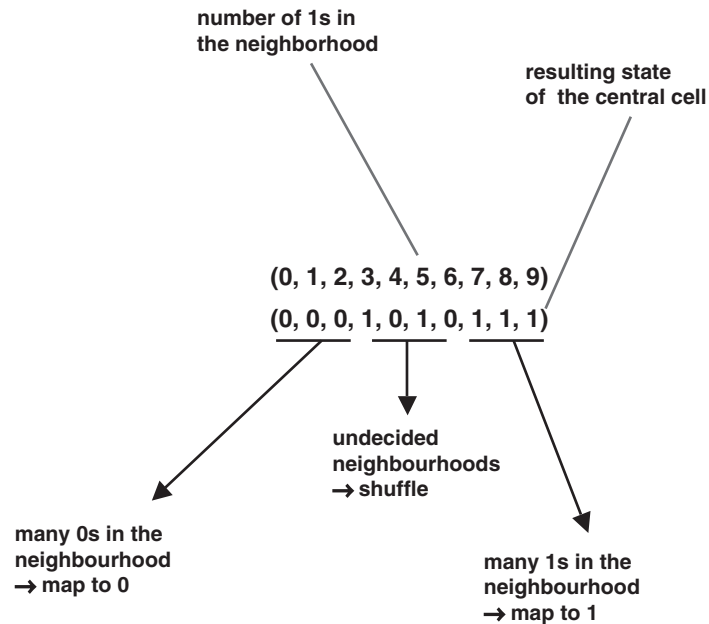 number of 1s in
the neighborhood
resulting state
of the central cell
(0, 1, 2, 3, 4, 5, 6, 7, 8, 9)
(0, 0, 0, 1, 0, 1, 0, 1, 1, 1)
undecided
neighbourhoods
→ shuffle
many 0s in the
neighbourhood
→ map to 0
many 1s in the
neighbourhood
→ map to 1